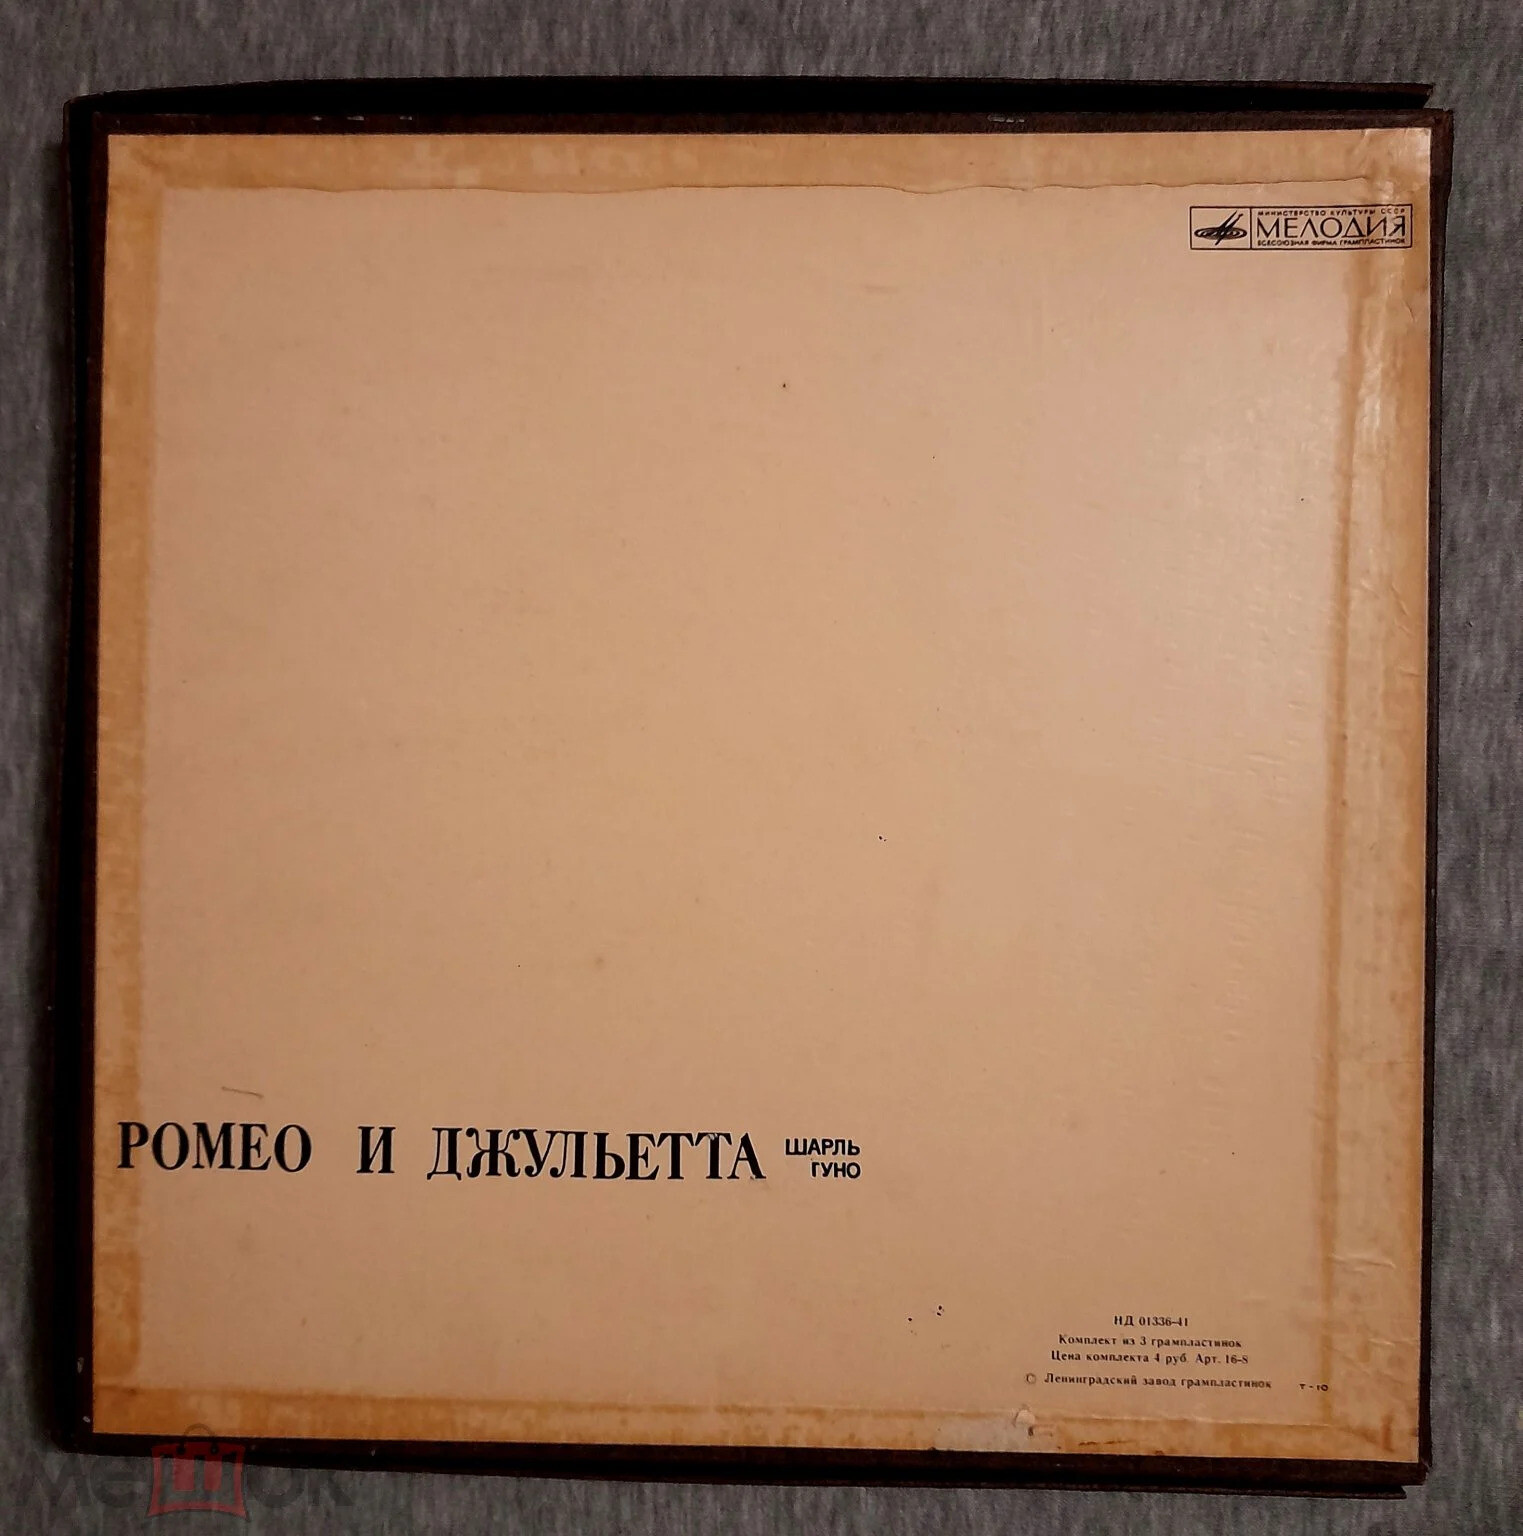 МИНИСТЕРСТВО КУЛЬТУРЫ СССР
МЕЛОДИЯ
ВСЕСОЮЗНАЯ ФИРМА ГРАМПЛАСТИНОК
РОМЕО И ДЖУЛЬЕТТА
ШАРЛЬ
ГУНО
НД 01336-41
Комплект из 3 грампластинок
Цена комплекта 4 руб. Арт. 16-8
© Ленинградский завод грампластинок т-10
мешок